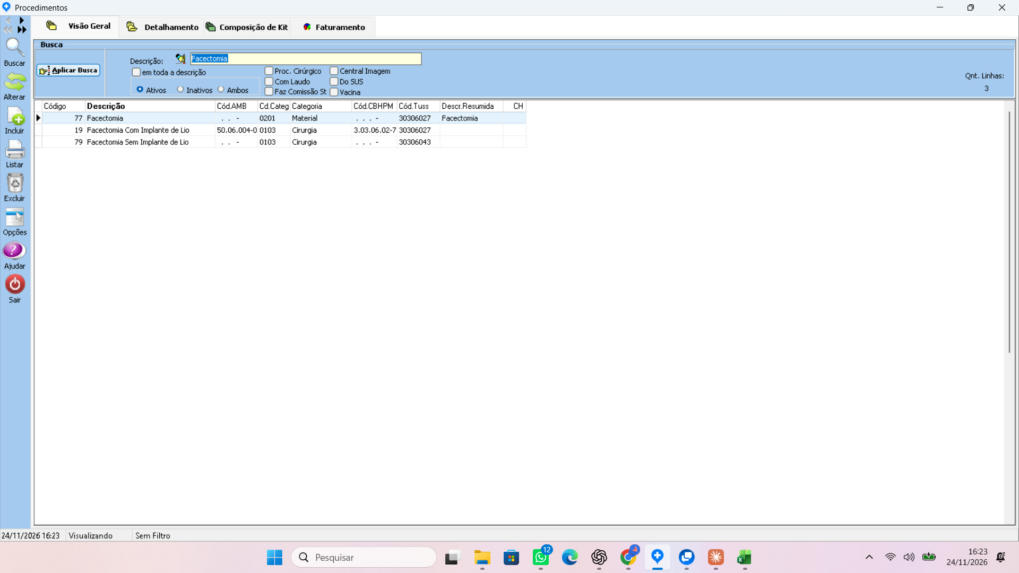 Procedimentos
Visão Geral Detalhamento Composição de Kit Faturamento
Busca
Buscar
Alterar
Incluir
Listar
Excluir
Opções
Ajudar
Sair
Aplicar Busca
Descrição: Facectomia
em toda a descrição
Ativos Inativos Ambos
Proc. Cirúrgico Central Imagem
Com Laudo Do SUS
Faz Comissão St Vacina
Qnt. Linhas:
3
Código Descrição Cód.AMB Cd.Categ Categoria Cód.CBHPM Cód.Tuss Descr.Resumida CH
77 Facectomia . . - 0201 Material . . . - 30306027 Facectomia
19 Facectomia Com Implante de Lio 50.06.004-0 0103 Cirurgia 3.03.06.02-7 30306027
79 Facectomia Sem Implante de Lio . . - 0103 Cirurgia . . . - 30306043
24/11/2026 16:23 Visualizando Sem Filtro
Pesquisar
12
4
16:23
24/11/2026